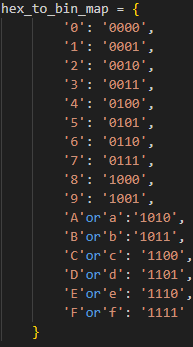 hex_to_bin_map = {
'0': '0000',
'1': '0001',
'2': '0010',
'3': '0011',
'4': '0100',
'5': '0101',
'6': '0110',
'7': '0111',
'8': '1000',
'9': '1001',
'A'or'a':'1010',
'B'or'b':'1011',
'C'or'c': '1100',
'D'or'd': '1101',
'E'or'e': '1110',
'F'or'f': '1111'
}